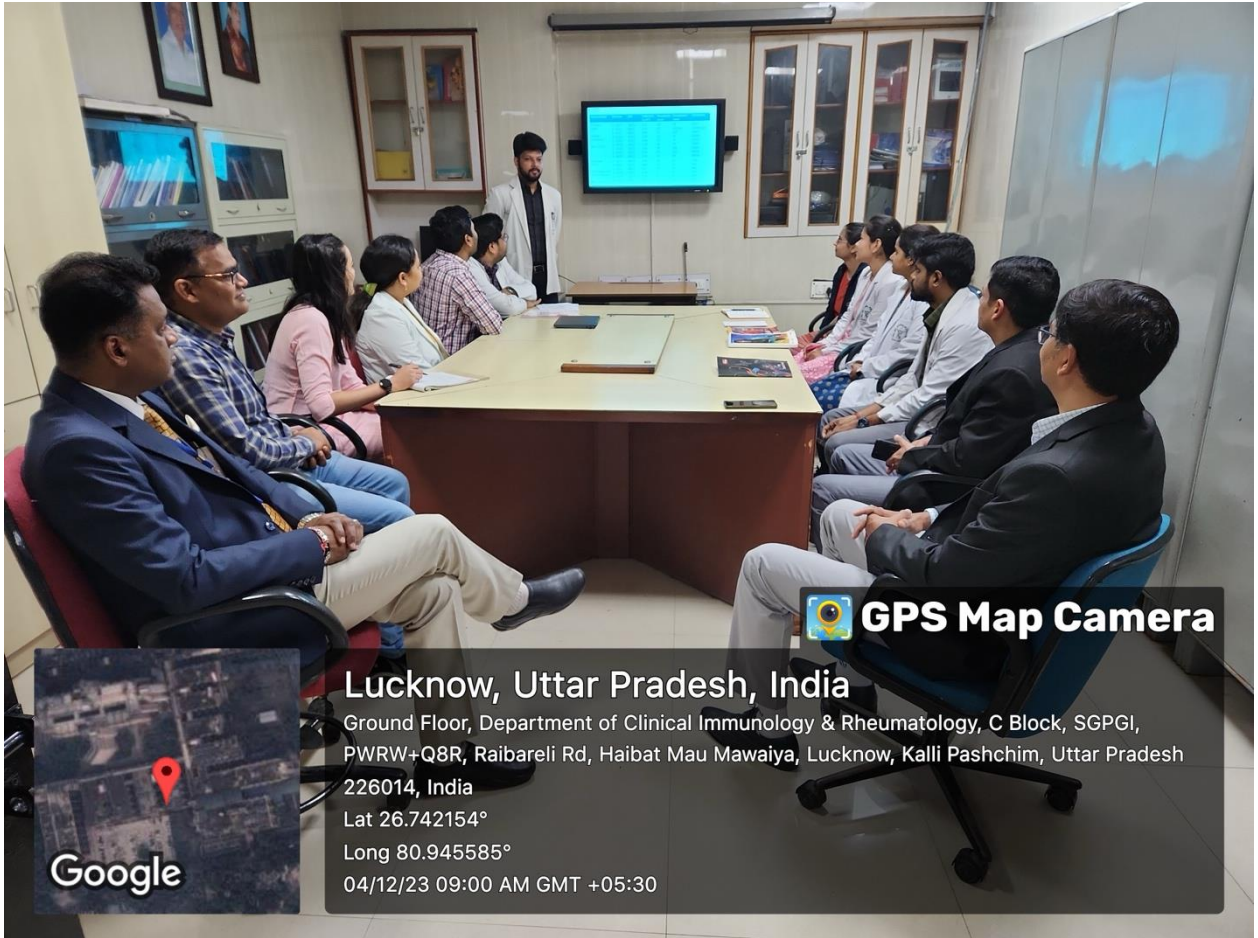 GPS Map Camera
Lucknow, Uttar Pradesh, India
Ground Floor, Department of Clinical Immunology & Rheumatology, C Block, SGPGI,
PWRW+Q8R, Raibareli Rd, Haibat Mau Mawaiya, Lucknow, Kalli Pashchim, Uttar Pradesh
226014, India
Lat 26.742154°
Long 80.945585°
04/12/23 09:00 AM GMT +05:30
Google